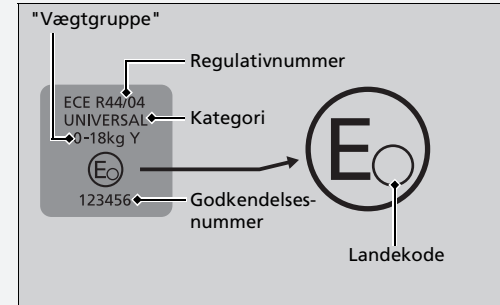 "Vægtgruppe"
Regulativnummer
ECE R44/04
UNIVERSAL
Kategori
0-18kg Y
E
E
123456
Godkendelses-
nummer
Landekode